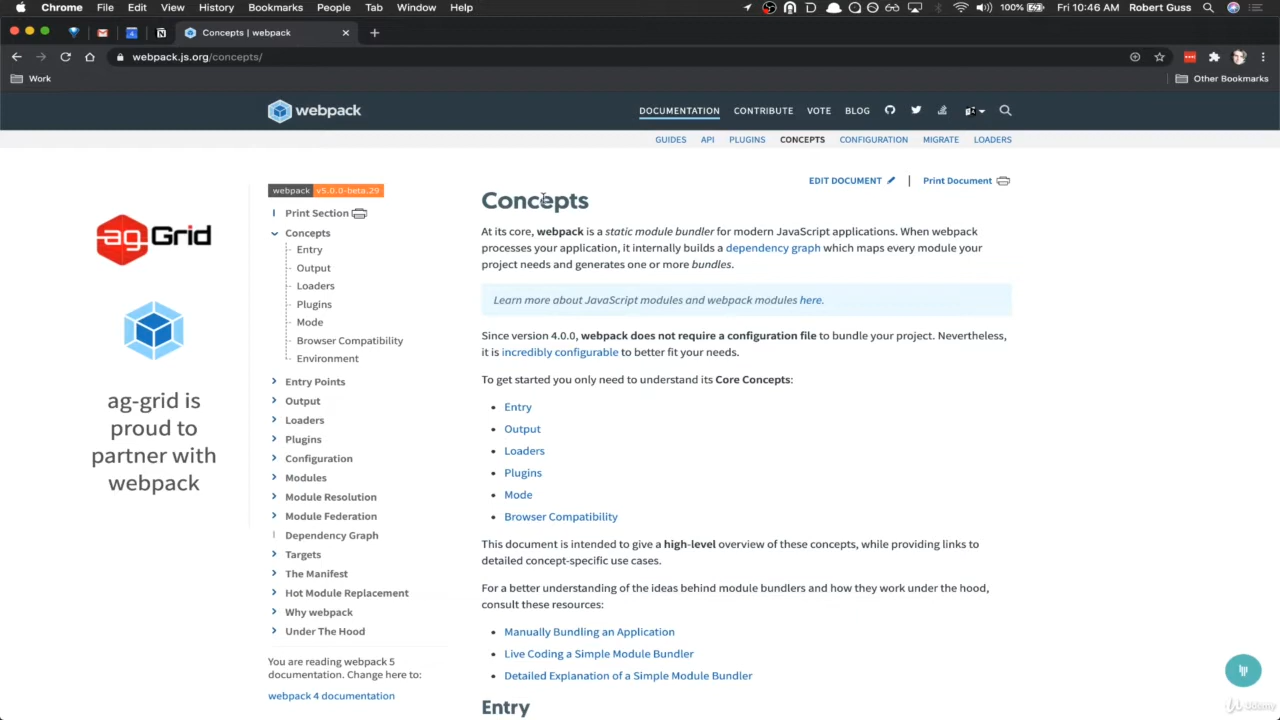 Chrome File Edit View History Bookmarks People Tab Window Help 100% Fri 10:46 AM Robert Guss
Concepts | webpack
webpack.js.org/concepts/
Work
Other Bookmarks
webpack
DOCUMENTATION CONTRIBUTE VOTE BLOG
GUIDES API PLUGINS CONCEPTS CONFIGURATION MIGRATE LOADERS
EDIT DOCUMENT | Print Document
webpack v5.0.0-beta.29
Print Section
Concepts
Entry
Output
Loaders
Plugins
Mode
Browser Compatibility
Environment
Entry Points
Output
Loaders
Plugins
Configuration
Modules
Module Resolution
Module Federation
Dependency Graph
Targets
The Manifest
Hot Module Replacement
Why webpack
Under The Hood
You are reading webpack 5
documentation. Change here to:
webpack 4 documentation
ag-Grid
ag-grid is
proud to
partner with
webpack
Concepts
At its core, webpack is a static module bundler for modern JavaScript applications. When webpack
processes your application, it internally builds a dependency graph which maps every module your
project needs and generates one or more bundles.
Learn more about JavaScript modules and webpack modules here.
Since version 4.0.0, webpack does not require a configuration file to bundle your project. Nevertheless,
it is incredibly configurable to better fit your needs.
To get started you only need to understand its Core Concepts:
• Entry
• Output
• Loaders
• Plugins
• Mode
• Browser Compatibility
This document is intended to give a high-level overview of these concepts, while providing links to
detailed concept-specific use cases.
For a better understanding of the ideas behind module bundlers and how they work under the hood,
consult these resources:
• Manually Bundling an Application
• Live Coding a Simple Module Bundler
• Detailed Explanation of a Simple Module Bundler
Entry
Udemy